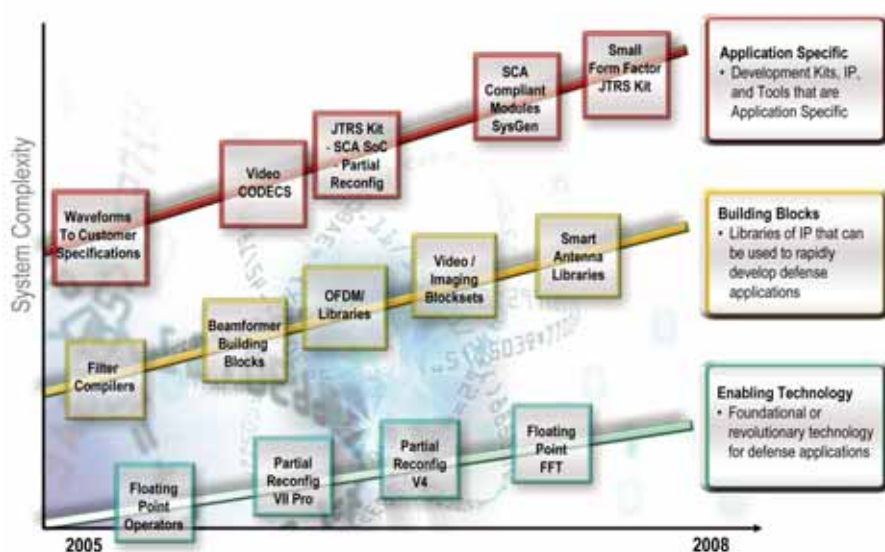 System Complexity
Waveforms
To Customer
Specifications
Video
CODECS
JTRS Kit
- SCA SoC
- Partial
Reconfig
SCA
Compliant
Modules
SysGen
Small
Form Factor
JTRS Kit
Application Specific
• Development Kits, IP,
and Tools that are
Application Specific
Filter
Compilers
Beamformer
Building
Blocks
OFDM/
Libraries
Video /
Imaging
Blocksets
Smart
Antenna
Libraries
Building Blocks
• Libraries of IP that can
be used to rapidly
develop defense
applications
Floating
Point
Operators
Partial
Reconfig
VII Pro
Partial
Reconfig
V4
Floating
Point
FFT
Enabling Technology
• Foundational or
revolutionary technology
for defense applications
2005
2008